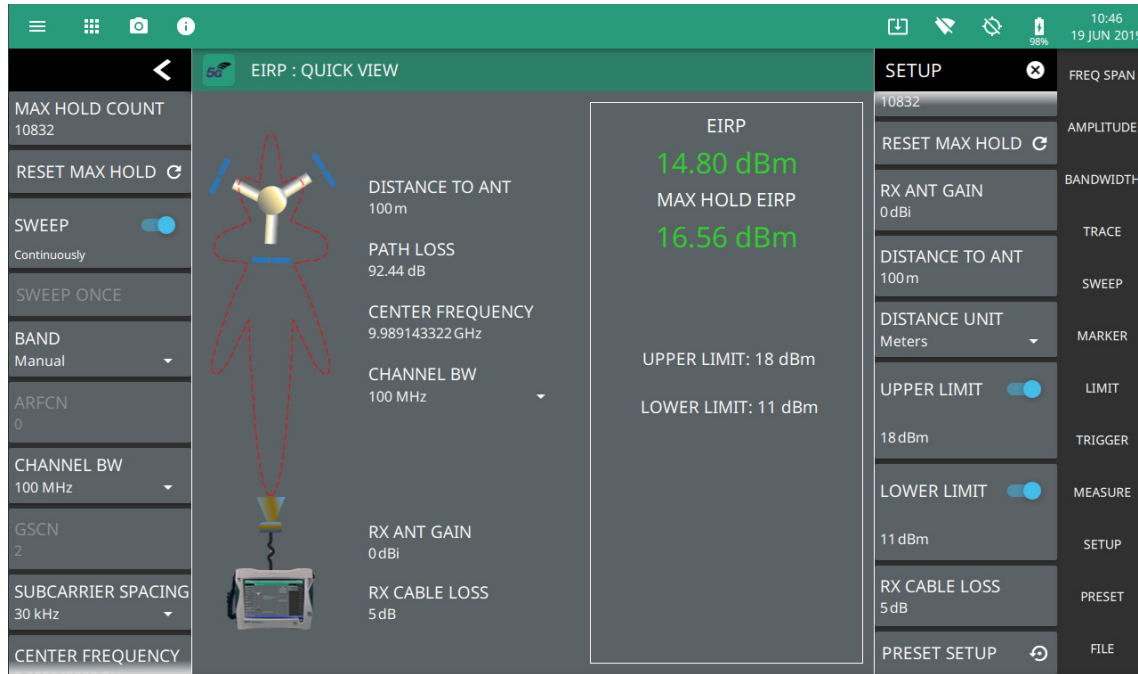 10:46
98%
19 JUN 2019
5G
EIRP : QUICK VIEW
SETUP
MAX HOLD COUNT
10832
RESET MAX HOLD
SWEEP
Continuously
SWEEP ONCE
BAND
Manual
ARFCN
0
CHANNEL BW
100 MHz
GSCN
2
SUBCARRIER SPACING
30 kHz
CENTER FREQUENCY
DISTANCE TO ANT
100 m
PATH LOSS
92.44 dB
CENTER FREQUENCY
9.989143322 GHz
CHANNEL BW
100 MHz
RX ANT GAIN
0 dBi
RX CABLE LOSS
5 dB
EIRP
14.80 dBm
MAX HOLD EIRP
16.56 dBm
UPPER LIMIT: 18 dBm
LOWER LIMIT: 11 dBm
10832
RESET MAX HOLD
RX ANT GAIN
0 dBi
DISTANCE TO ANT
100 m
DISTANCE UNIT
Meters
UPPER LIMIT
18 dBm
LOWER LIMIT
11 dBm
RX CABLE LOSS
5 dB
PRESET SETUP
FREQ SPAN
AMPLITUDE
BANDWIDTH
TRACE
SWEEP
MARKER
LIMIT
TRIGGER
MEASURE
SETUP
PRESET
FILE